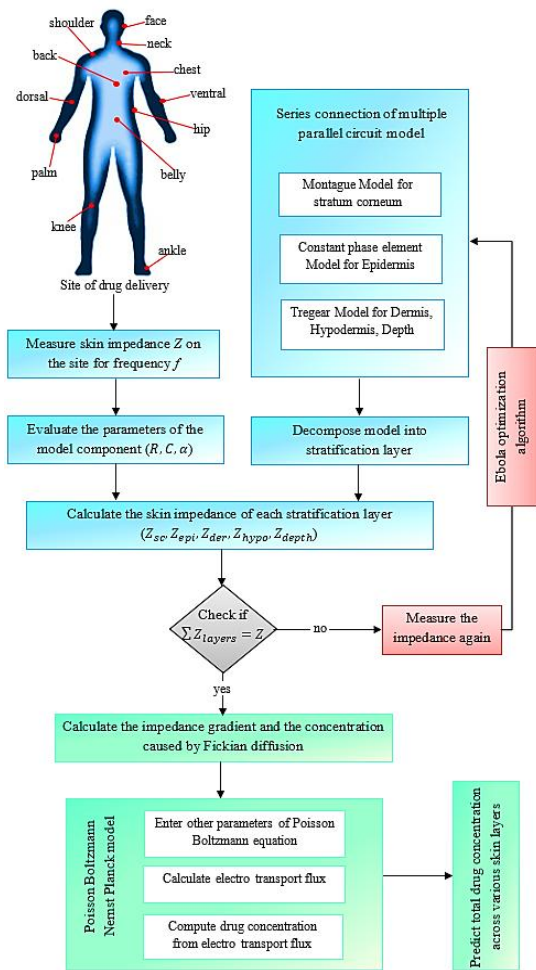 face
shoulder
neck
back
chest
dorsal
ventral
hip
palm
belly
knee
ankle
Site of drug delivery
Series connection of multiple
parallel circuit model
Montague Model for
stratum corneum
Constant phase element
Model for Epidermis
Tregear Model for Dermis,
Hypodermis, Depth
Ebola optimization
algorithm
Measure skin impedance Z on
the site for frequency f
Evaluate the parameters of the
model component (R, C, α)
Decompose model into
stratification layer
Calculate the skin impedance of each stratification layer
(Z_sc, Z_epi, Z_der, Z_hypo, Z_depth)
Check if
∑Z_layers = Z
no
Measure the
impedance again
yes
Calculate the impedance gradient and the concentration
caused by Fickian diffusion
Poisson Boltzmann
Nernst Planck model
Enter other parameters of Poisson
Boltzmann equation
Calculate electro transport flux
Compute drug concentration
from electro transport flux
Predict total drug concentration
across various skin layers